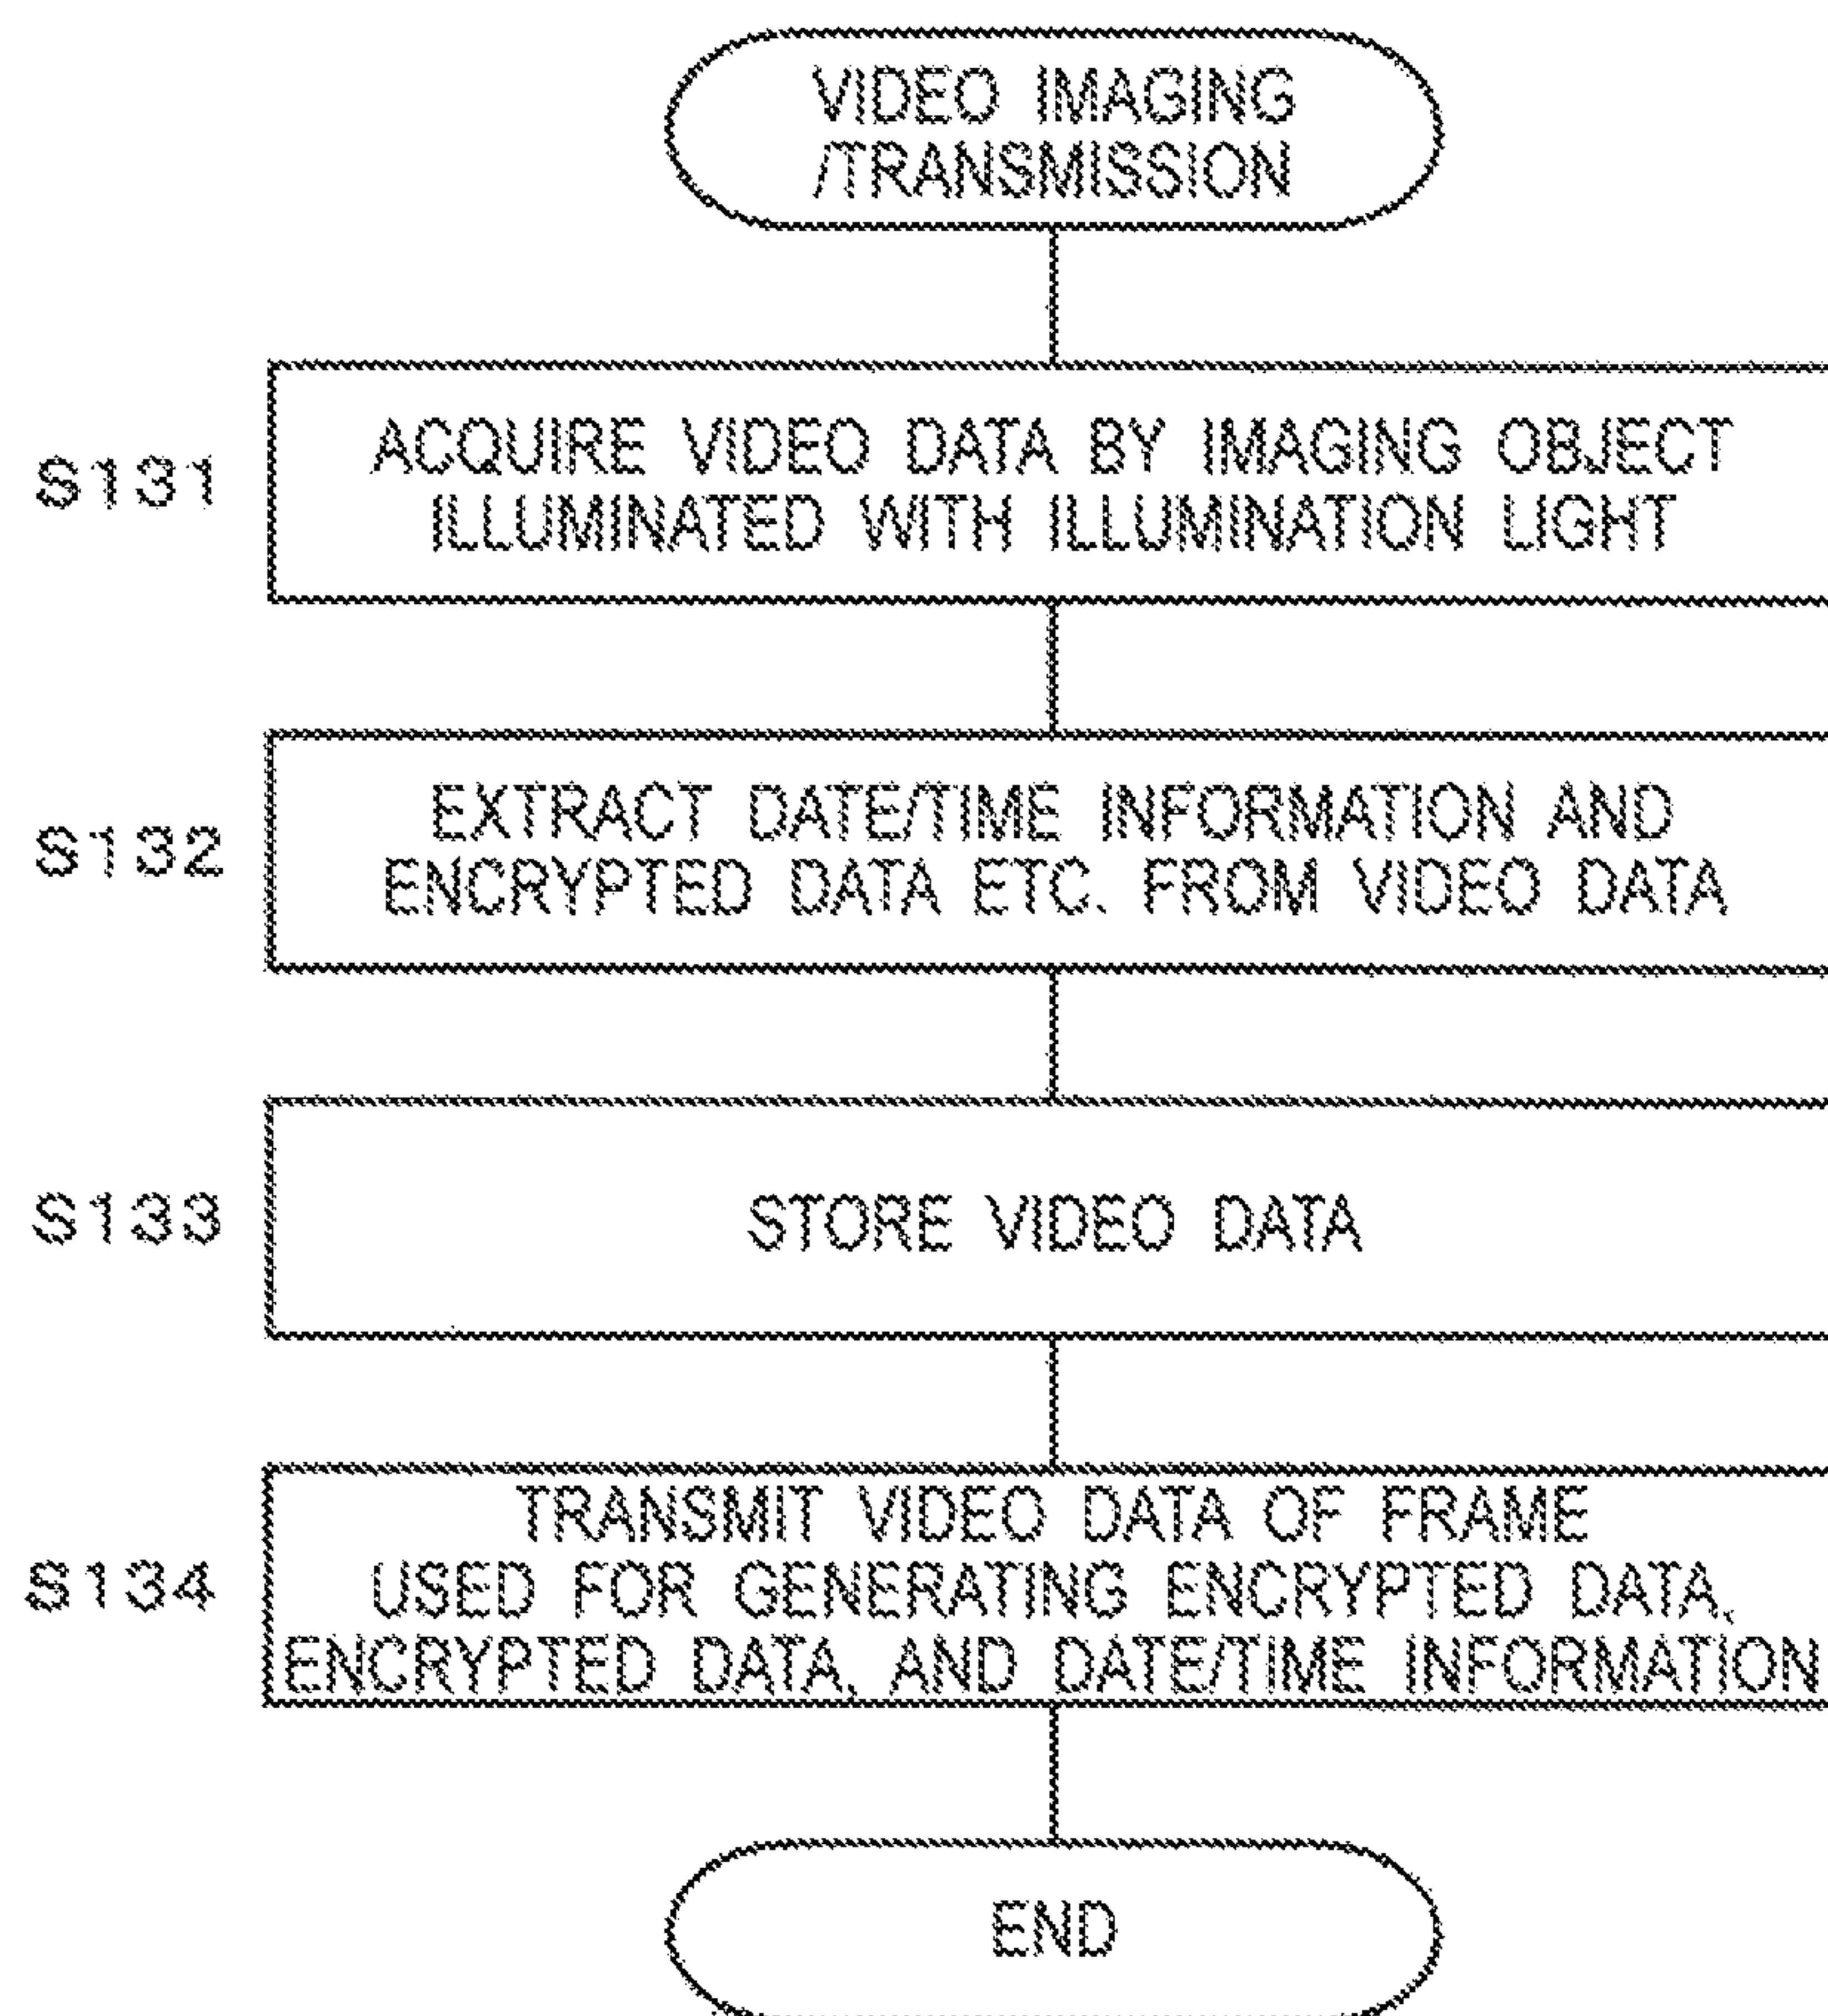 VIDEO IMAGING
/TRANSMISSION
S131
ACQUIRE VIDEO DATA BY IMAGING OBJECT
ILLUMINATED WITH ILLUMINATION LIGHT
S132
EXTRACT DATE/TIME INFORMATION AND
ENCRYPTED DATA ETC. FROM VIDEO DATA
S133
STORE VIDEO DATA
S134
TRANSMIT VIDEO DATA OF FRAME
USED FOR GENERATING ENCRYPTED DATA,
ENCRYPTED DATA, AND DATE/TIME INFORMATION
END